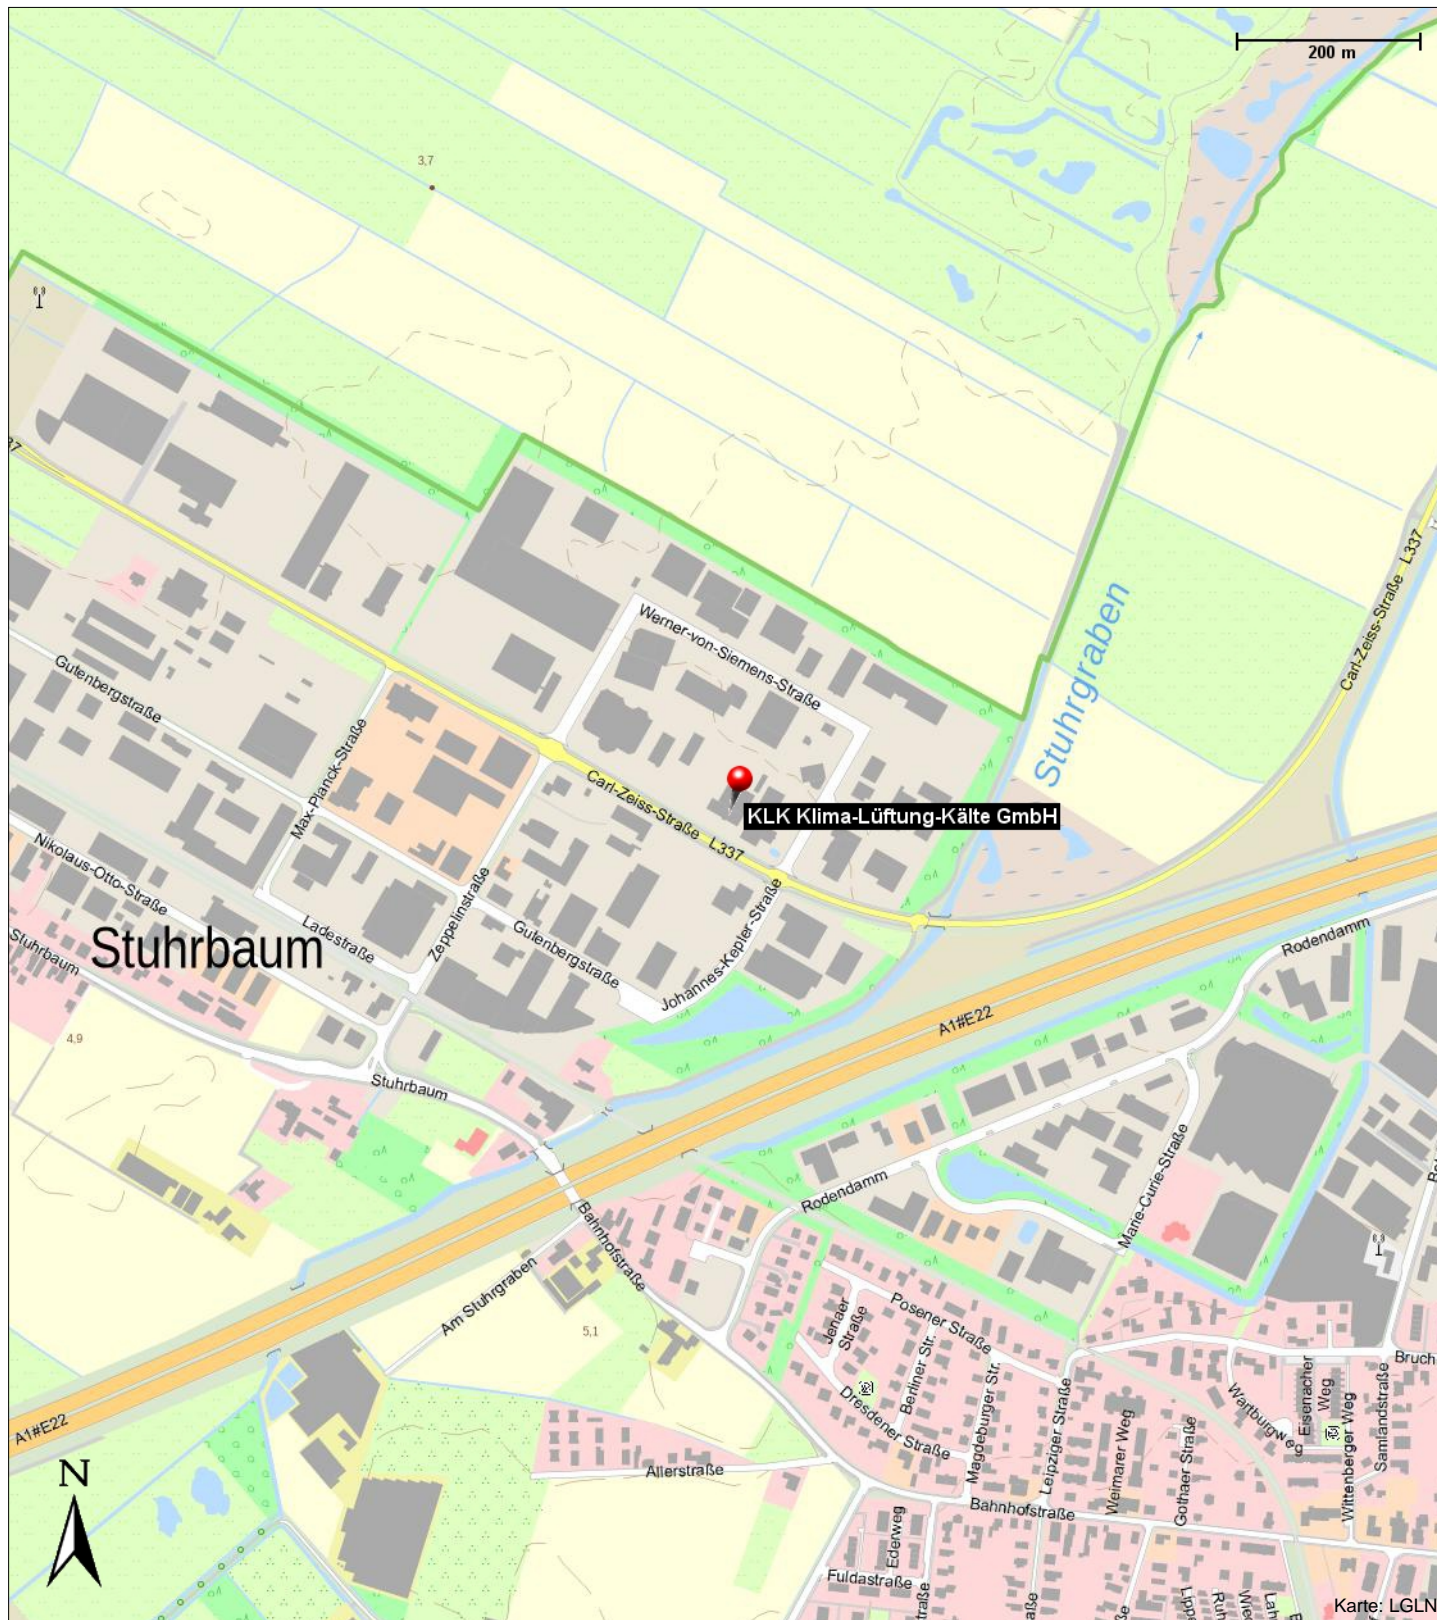 200 m
3,7
Stuhrgraben
Carl-Zeiss-Straße L337
Werner-von-Siemens-Straße
Gutenbergstraße
Max-Planck-Straße
Carl-Zeiss-Straße L337
KLK Klima-Lüftung-Kälte GmbH
Nikolaus-Otto-Straße
Ladestraße
Zeppelinstraße
Gutenbergstraße
Johannes-Kepler-Straße
Stuhrbaum
Stuhrbaum
Rodendamm
A1#E22
4,9
Stuhrbaum
Rodendamm
Marie-Curie-Straße
Bahnhofstraße
Am Stuhrgraben
5,1
Jenaer
Straße
Posener Straße
Berliner Str.
Dresdener Straße
Magdeburger Str.
Leipziger Straße
Weimarer Weg
Gothaer Straße
Wartburgweg
Eisenacher
Weg
Wittenberger Weg
Samlandstraße
Bruch
A1#E22
N
Allerstraße
Bahnhofstraße
Ederweg
Fuldastraße
Karte: LGLN